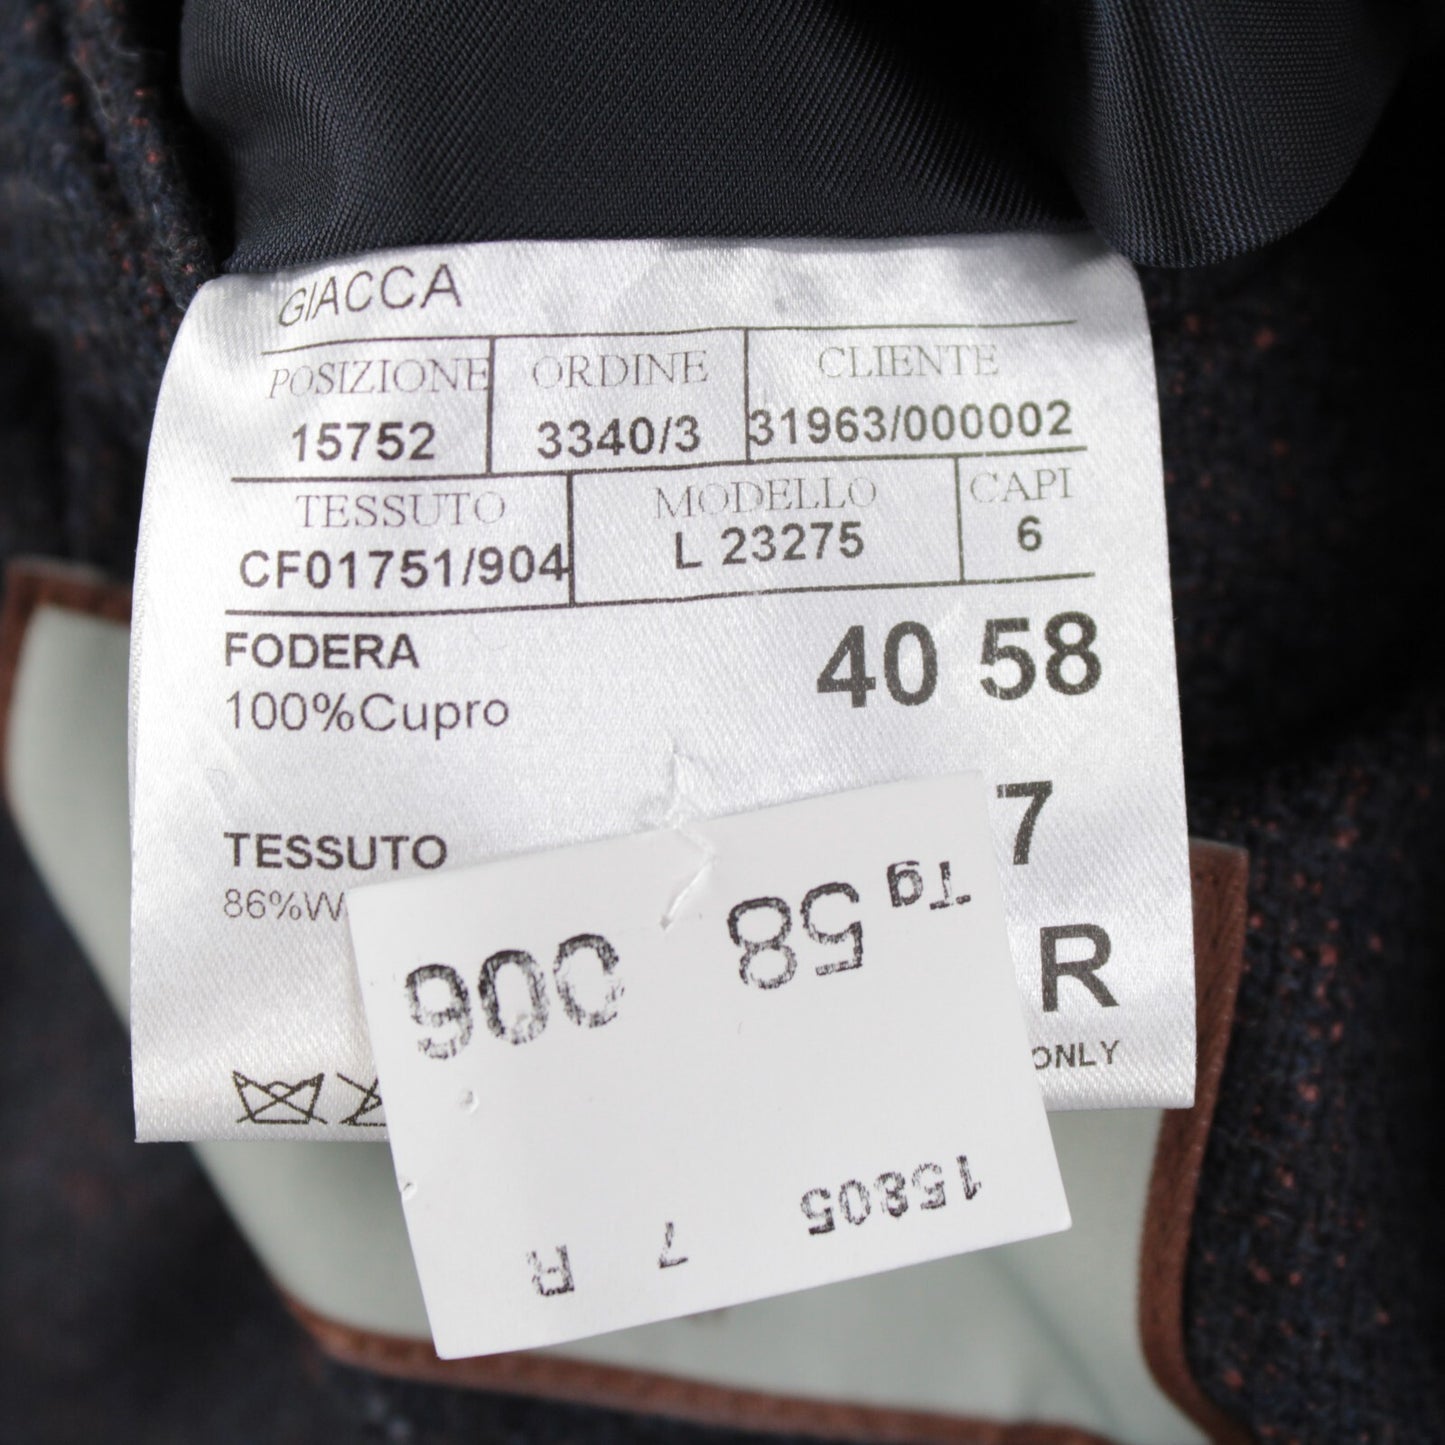 GIACCA
POSIZIONE ORDINE CLIENTE
15752 3340/3 31963/000002
TESSUTO MODELLO CAPI
CF01751/904 L 23275 6
FODERA
100%Cupro
40 58
7
TESSUTO
86%W
R
ONLY
Tg 58 006
15805 7 R